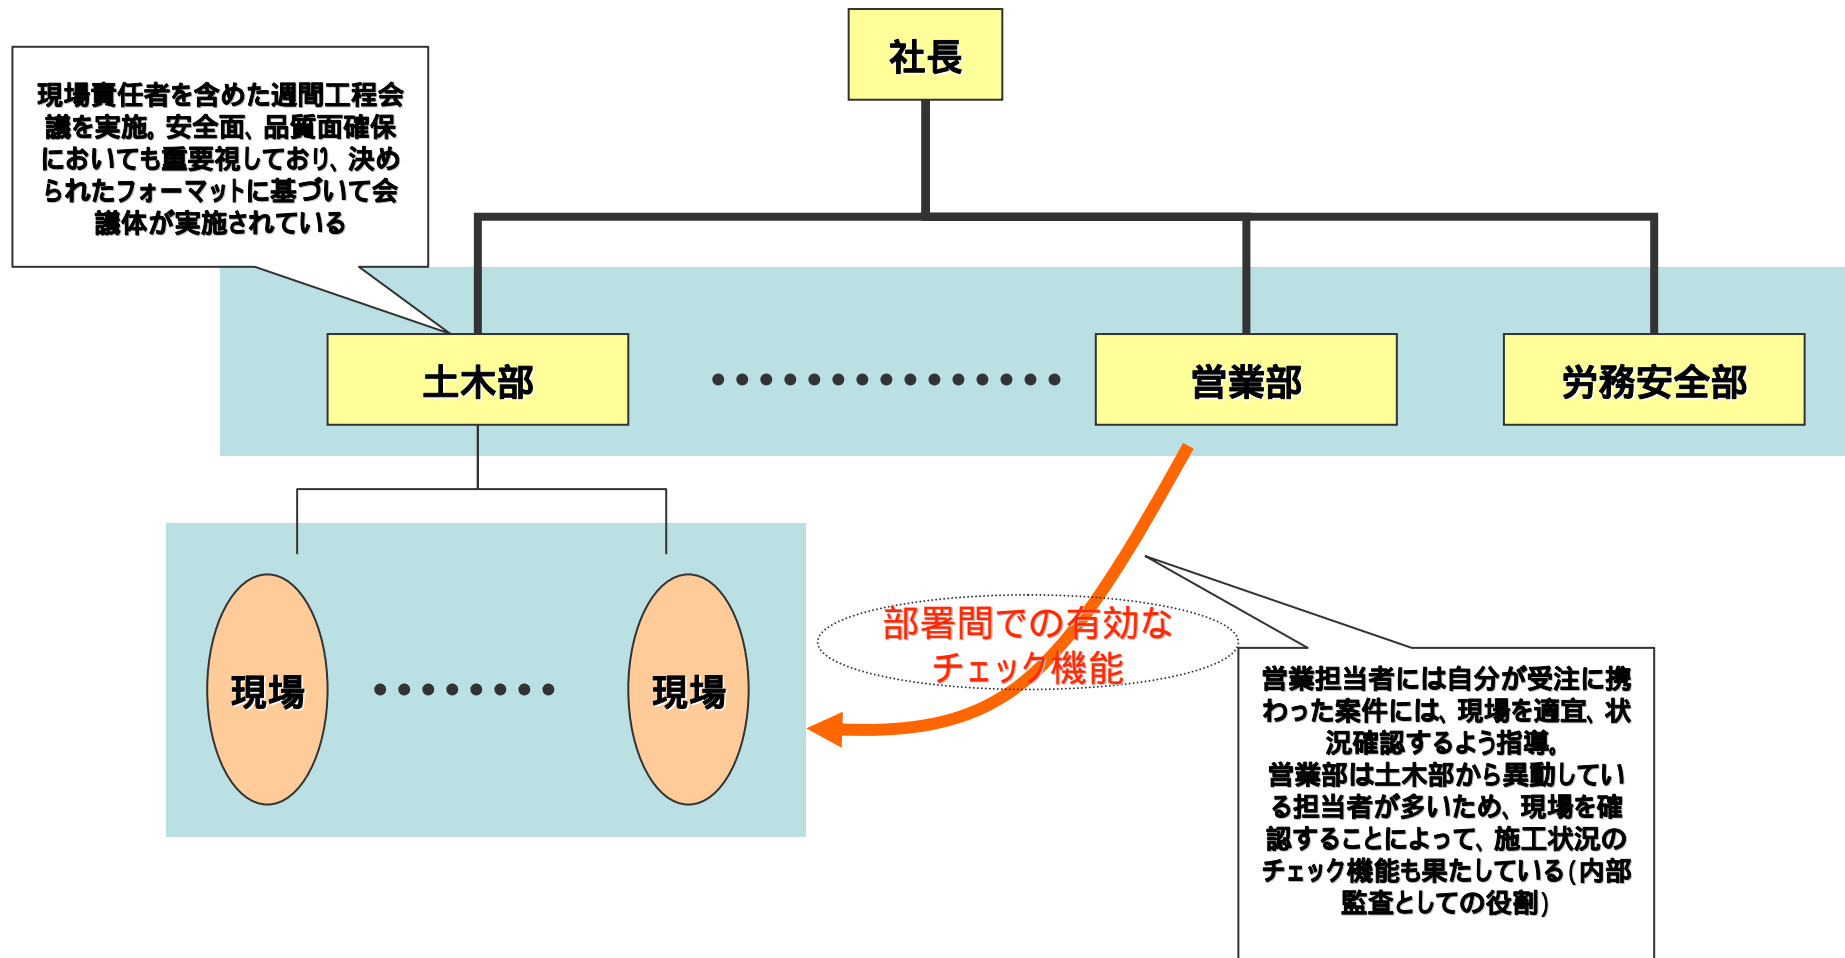 社長
現場責任者を含めた週間工程会
議を実施。安全面、品質面確保
においても重要視しており、決め
られたフォーマットに基づいて会
議体が実施されている
土木部
営業部
労務安全部
現場
現場
部署間での有効な
チェック機能
営業担当者には自分が受注に携
わった案件には、現場を適宜、状
況確認するよう指導。
営業部は土木部から異動してい
る担当者が多いため、現場を確
認することによって、施工状況の
チェック機能も果たしている(内部
監査としての役割)